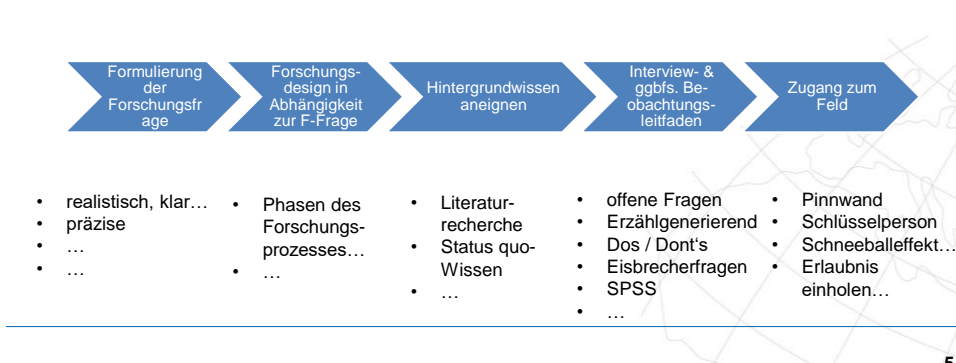 Formulierung
der
Forschungsfr
age
Forschungs-
design in
Abhängigkeit
zur F-Frage
Hintergrundwissen
aneignen
Interview- &
ggbfs. Be-
obachtungs-
leitfaden
Zugang zum
Feld
• realistisch, klar…
• präzise
• …
• …
• Phasen des
Forschungs-
prozesses…
• …
• Literatur-
recherche
• Status quo-
Wissen
• …
• offene Fragen
• Erzählgenerierend
• Dos / Dont's
• Eisbrecherfragen
• SPSS
• …
• Pinnwand
• Schlüsselperson
• Schneeballeffekt…
• Erlaubnis
einholen…
5